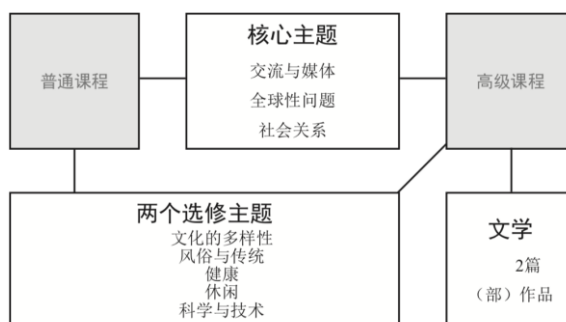 普通课程
核心主题
交流与媒体
全球性问题
社会关系
高级课程
两个选修主题
文化的多样性
风俗与传统
健康
休闲
科学与技术
文学
2篇
（部）作品